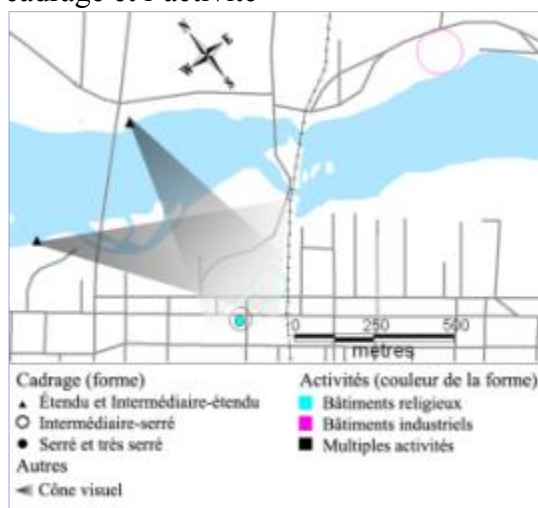 cadrage et l'activité
N
E
W
S
0 250 500
mètres
Cadrage (forme)
Étendu et Intermédiaire-étendu
Intermédiaire-serré
Serré et très serré
Autres
Cône visuel
Activités (couleur de la forme)
Bâtiments religieux
Bâtiments industriels
Multiples activités